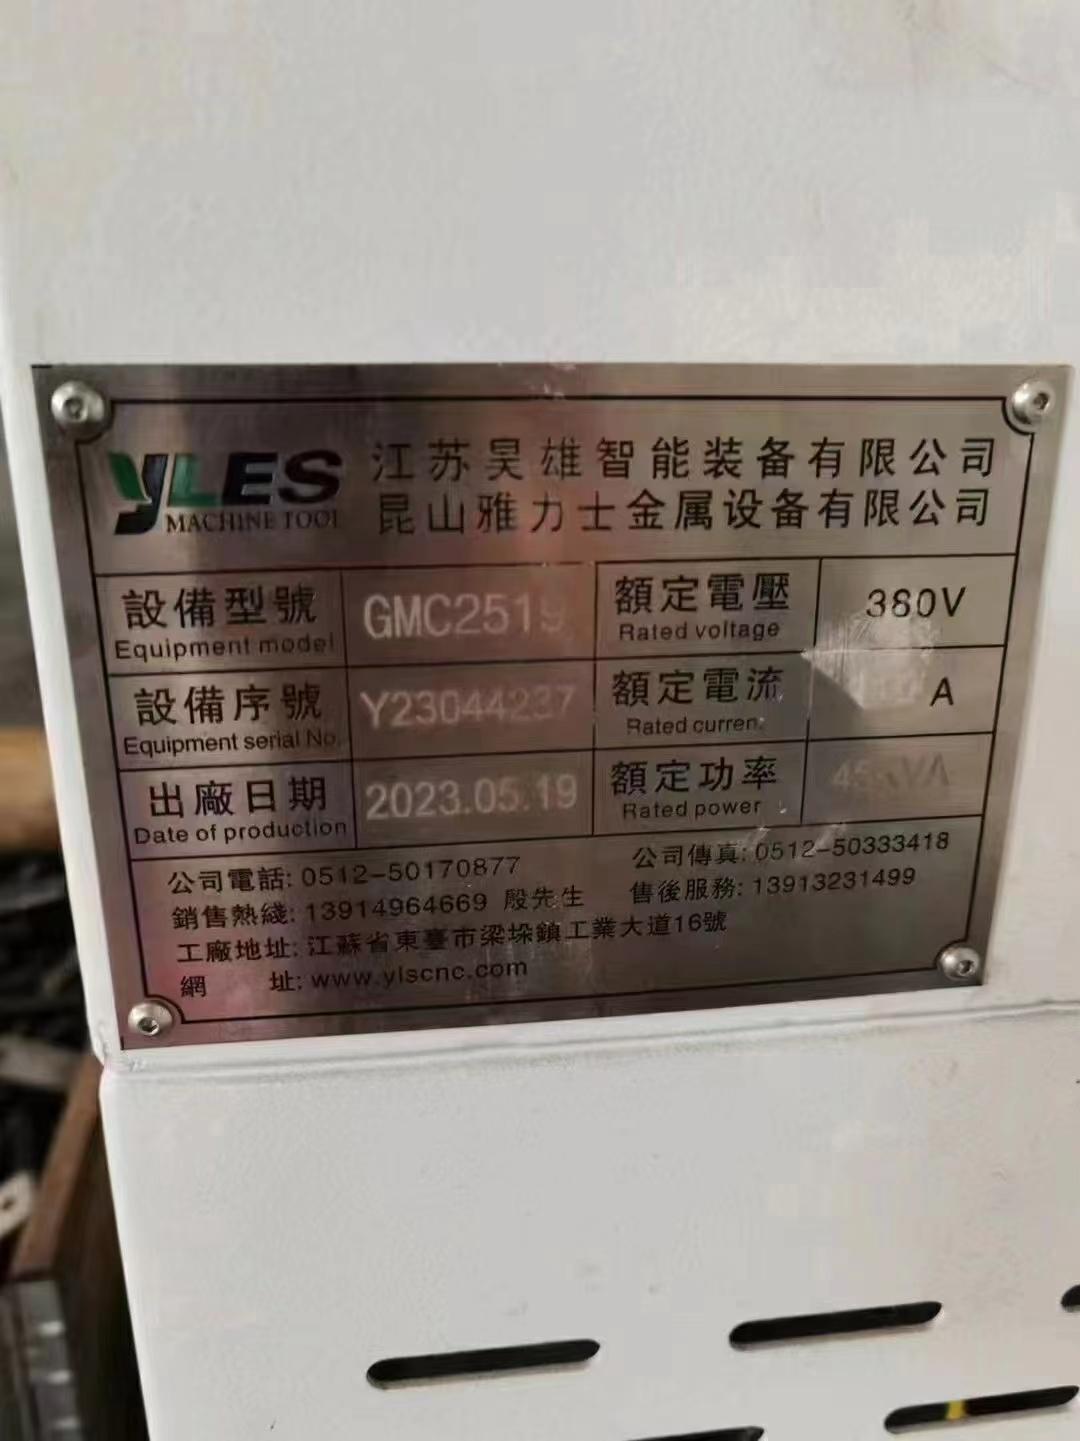 YLES
MACHINE TOOL
江苏昊雄智能装备有限公司
昆山雅力士金属设备有限公司
設備型號 GMC2519 額定電壓 380V
Equipment model Rated voltage
設備序號 Y23044237 額定電流 A
Equipment serial No. Rated current
出廠日期 2023.05.19 額定功率 45KVA
Date of production Rated power
公司電話: 0512-50170877 公司傳真: 0512-50333418
銷售熱綫: 13914964669 殷先生 售後服務: 13913231499
工廠地址: 江蘇省東臺市梁垛鎮工業大道16號
網 址: www.ylscnc.com